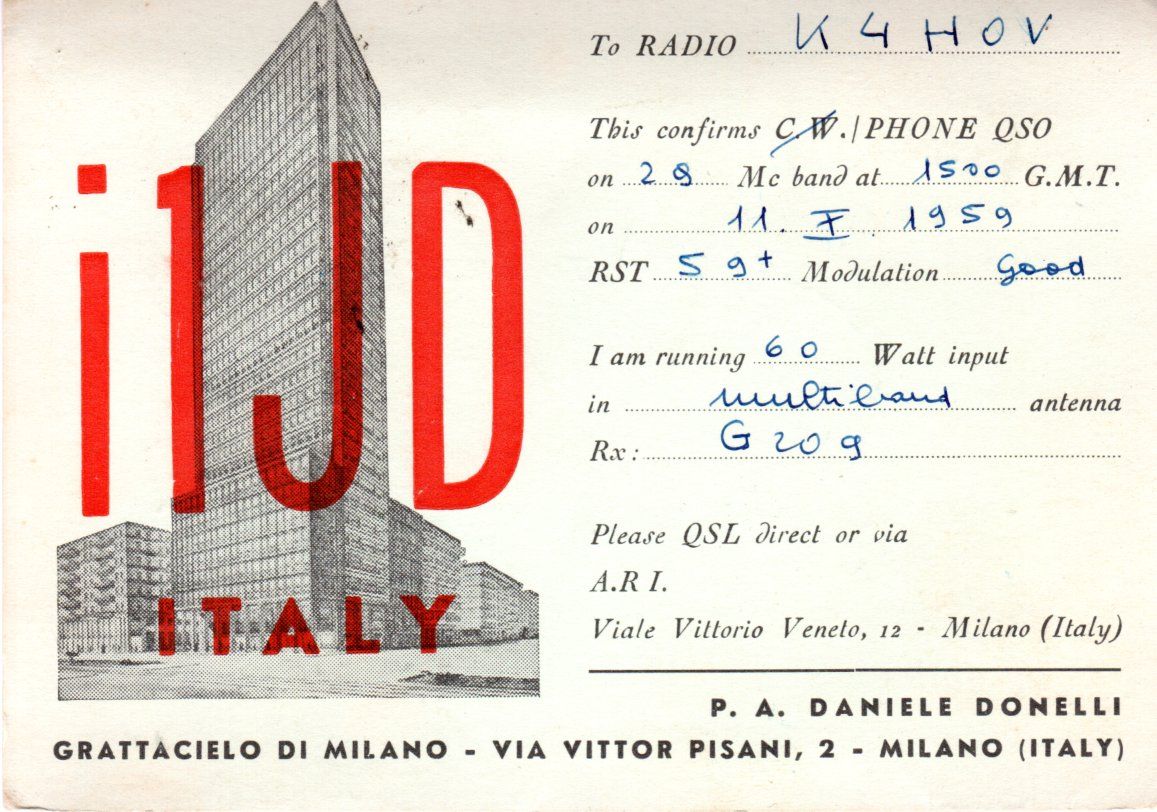 i1JD
ITALY
To RADIO K4HOV
This confirms C.W./PHONE QSO
on 28 Mc band at 1500 G.M.T.
on 11. X. 1959
RST 59+ Modulation Good
I am running 60 Watt input
in multiband antenna
Rx: G209
Please QSL direct or via
A.R I.
Viale Vittorio Veneto, 12 - Milano (Italy)
P. A. DANIELE DONELLI
GRATTACIELO DI MILANO - VIA VITTOR PISANI, 2 - MILANO (ITALY)